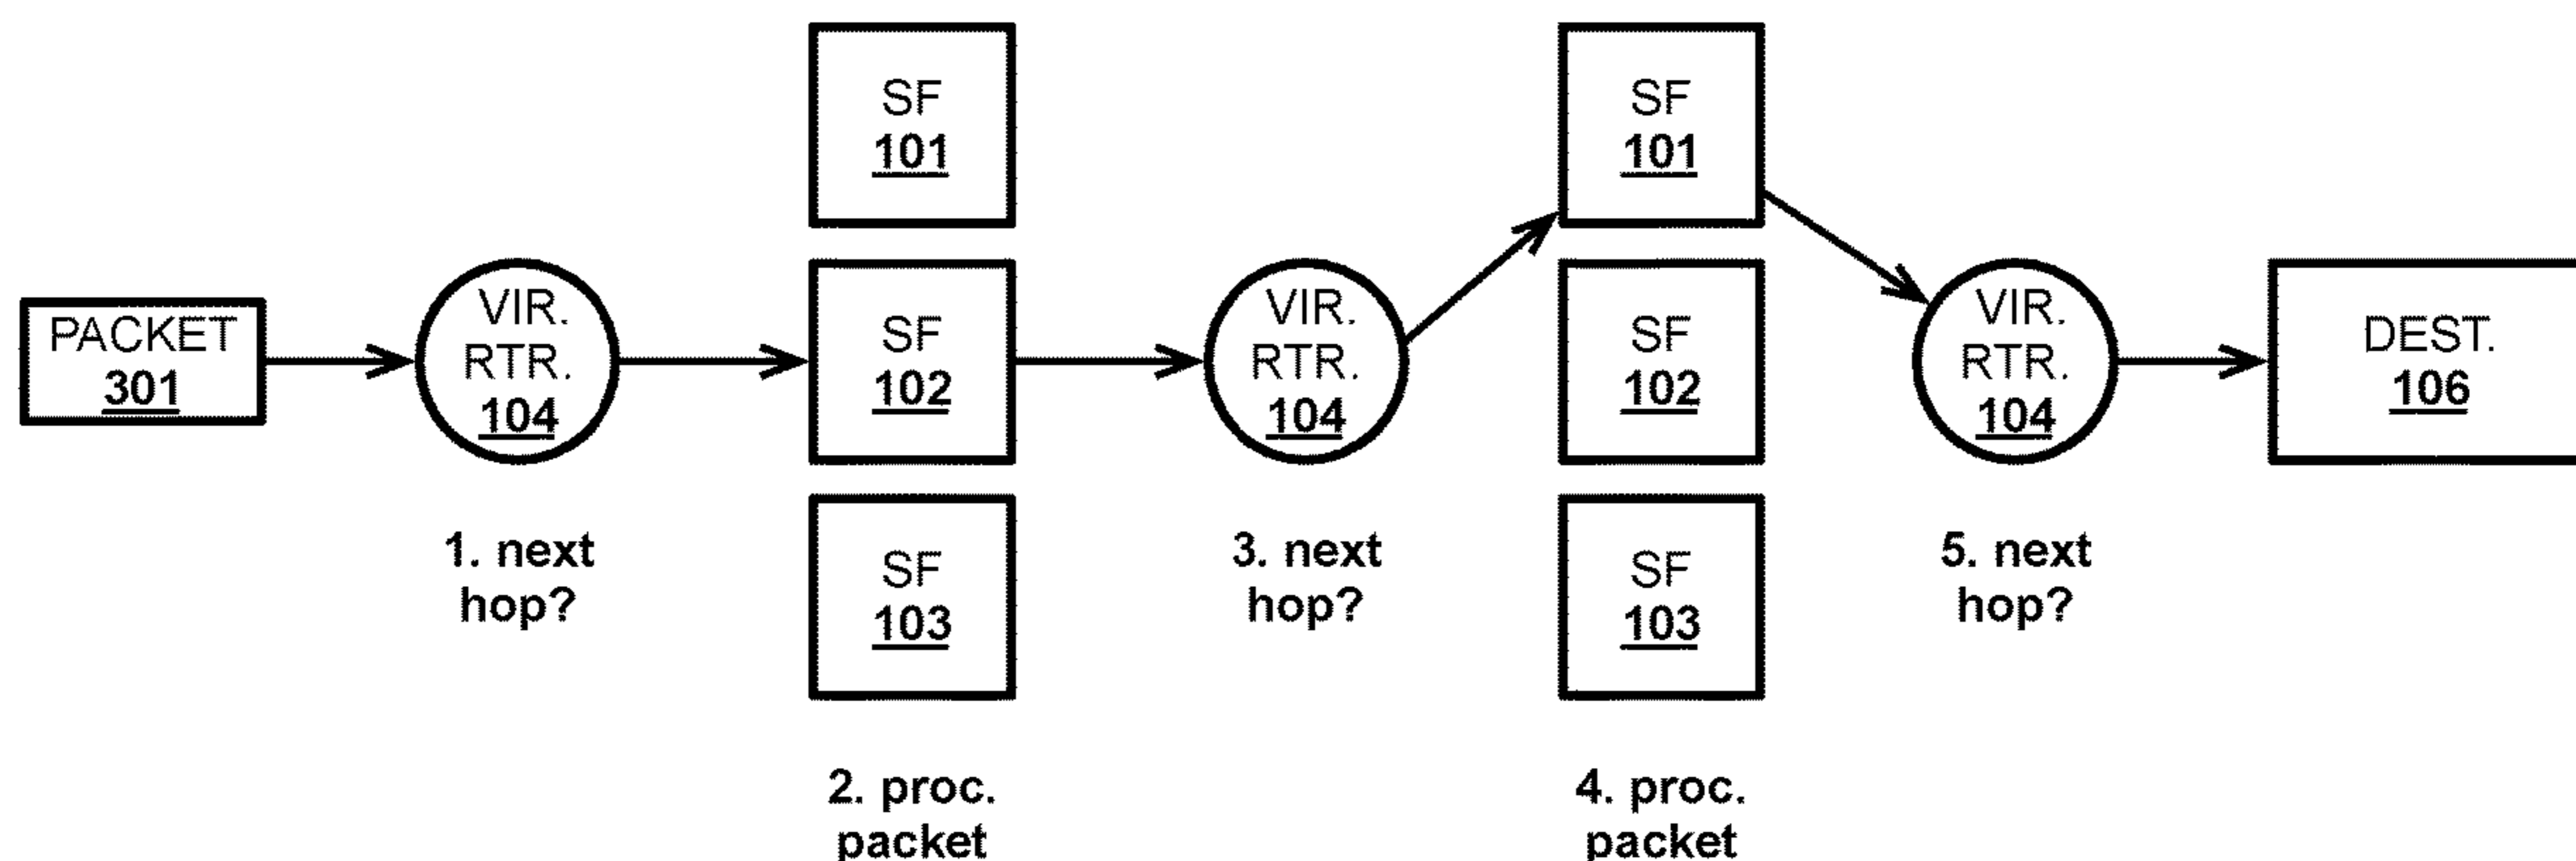 SF
101
SF
101
PACKET
301
VIR.
RTR.
104
SF
102
VIR.
RTR.
104
SF
102
VIR.
RTR.
104
DEST.
106
1. next
hop?
SF
103
3. next
hop?
SF
103
5. next
hop?
2. proc.
packet
4. proc.
packet